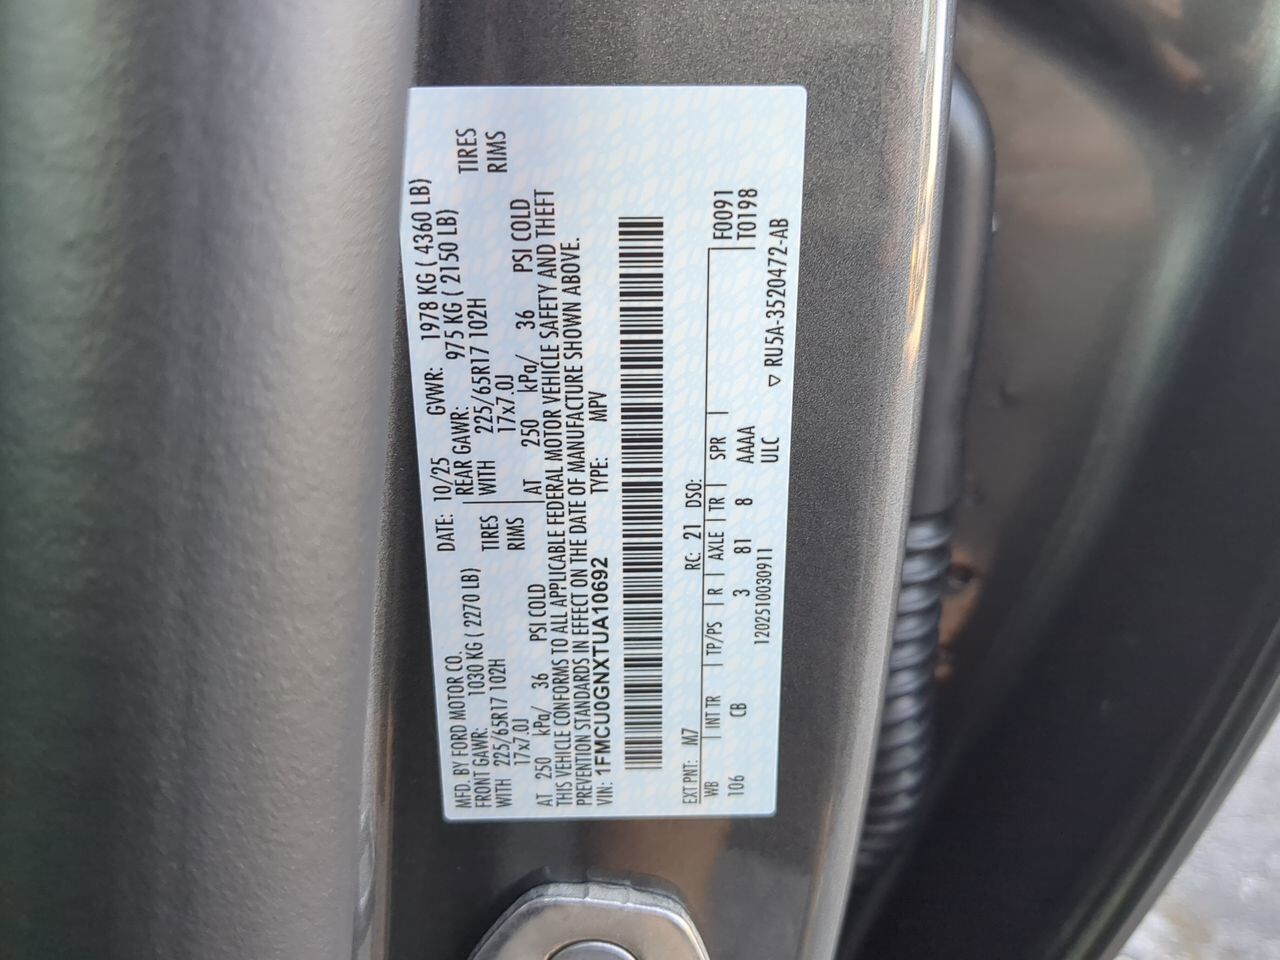 MFD. BY FORD MOTOR CO. DATE: 10/25 GVWR: 1978 KG ( 4360 LB)
FRONT GAWR: 1030 KG ( 2270 LB) REAR GAWR: 975 KG ( 2150 LB)
WITH 225/65R17 102H TIRES WITH 225/65R17 102H TIRES
17x7.0J RIMS 17x7.0J RIMS
AT 250 kPa/ 36 PSI COLD AT 250 kPa/ 36 PSI COLD
THIS VEHICLE CONFORMS TO ALL APPLICABLE FEDERAL MOTOR VEHICLE SAFETY AND THEFT
PREVENTION STANDARDS IN EFFECT ON THE DATE OF MANUFACTURE SHOWN ABOVE.
VIN: 1FMCU0GNXTUA10692 TYPE: MPV
EXT PNT: M7 RC: 21 DSO:
WB INT TR TP/PS R AXLE TR SPR F0091
106 CB 3 81 8 AAAA T0198
ULC
120251003091​1 ▽ RU5A-3520472-AB